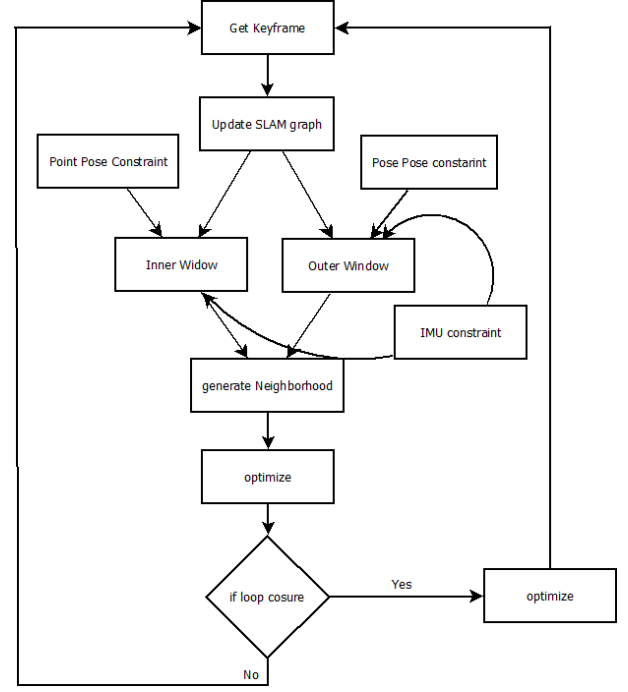 Get Keyframe
Update SLAM graph
Point Pose Constraint
Pose Pose constarint
Inner Widow
Outer Window
IMU constraint
generate Neighborhood
optimize
if loop cosure
Yes
optimize
No